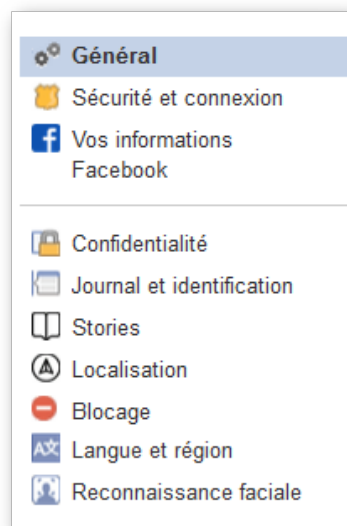 Général
Sécurité et connexion
Vos informations
Facebook
Confidentialité
Journal et identification
Stories
Localisation
Blocage
Langue et région
Reconnaissance faciale